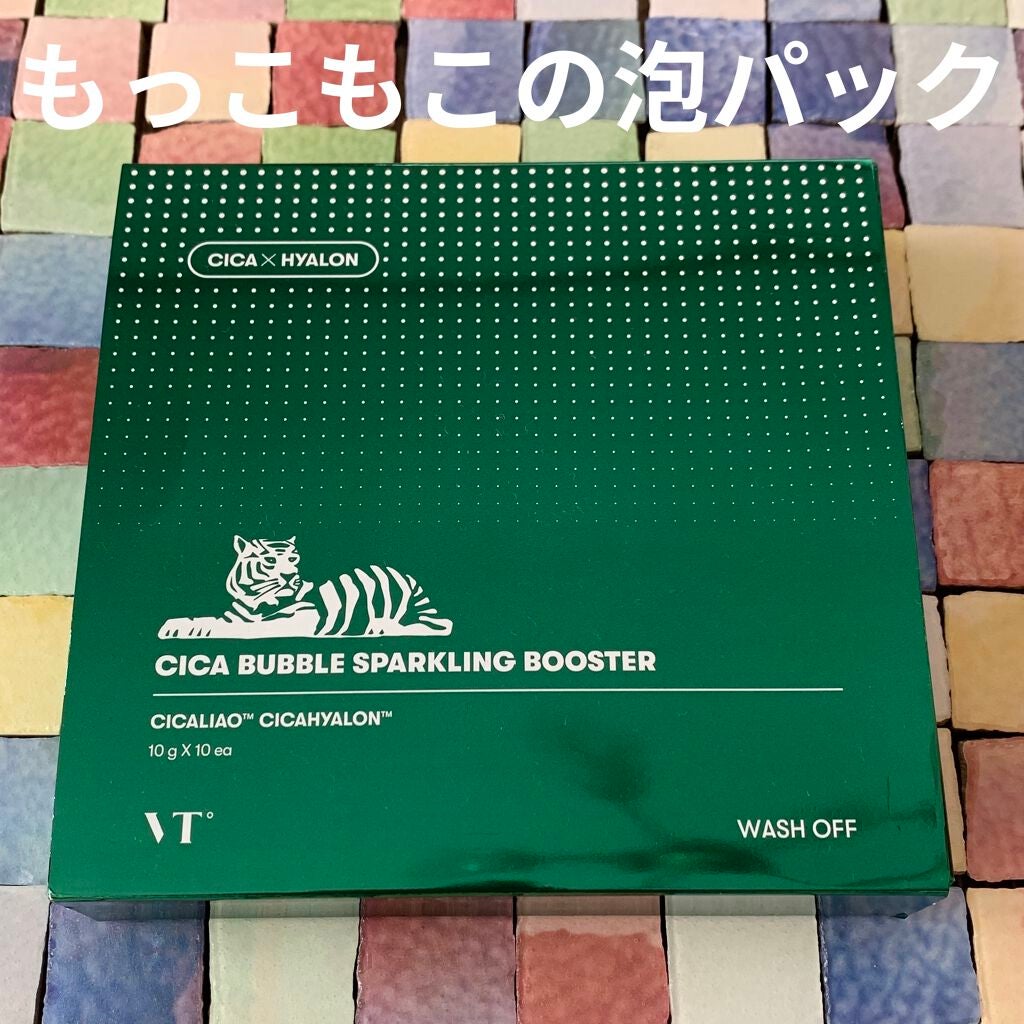 もっこもこの泡パック
CICA×HYALON
CICA BUBBLE SPARKLING BOOSTER
CICALIAO™ CICAHYALON™
10 g X 10 ea
VT°
WASH OFF